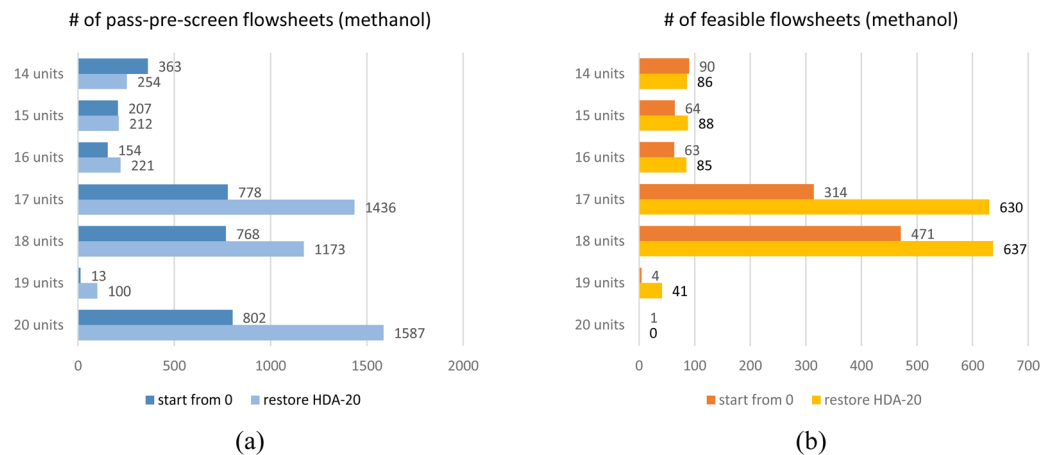 # of pass-pre-screen flowsheets (methanol)
14 units
363
254
15 units
207
212
16 units
154
221
17 units
778
1436
18 units
768
1173
19 units
13
100
20 units
802
1587
0
500
1000
1500
2000
start from 0
restore HDA-20
(a)
# of feasible flowsheets (methanol)
14 units
90
86
15 units
64
88
16 units
63
85
17 units
314
630
18 units
471
637
19 units
4
41
20 units
1
0
0
100
200
300
400
500
600
700
start from 0
restore HDA-20
(b)